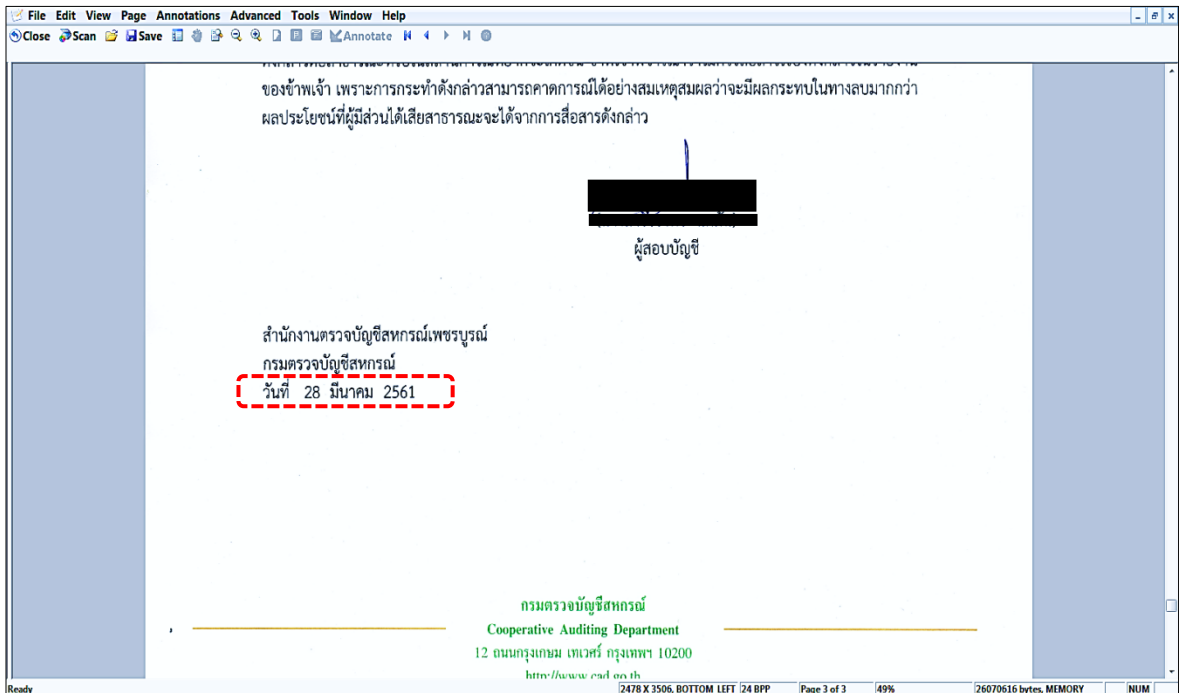 File Edit View Page Annotations Advanced Tools Window Help
Close Scan Save Annotate
ของข้าพเจ้า เพราะการกระทำดังกล่าวสามารถคาดการณ์ได้อย่างสมเหตุสมผลว่าจะมีผลกระทบในทางลบมากกว่า
ผลประโยชน์ที่ผู้มีส่วนได้เสียสาธารณะจะได้จากการสื่อสารดังกล่าว
ผู้สอบบัญชี
สำนักงานตรวจบัญชีสหกรณ์เพชรบูรณ์
กรมตรวจบัญชีสหกรณ์
วันที่ 28 มีนาคม 2561
กรมตรวจบัญชีสหกรณ์
Cooperative Auditing Department
12 ถนนกรุงเกษม เทเวศร์ กรุงเทพฯ 10200
http://www.cad.go.th
Ready 2478 X 3506, BOTTOM LEFT 24 BPP Page 3 of 3 49% 26070616 bytes, MEMORY NUM